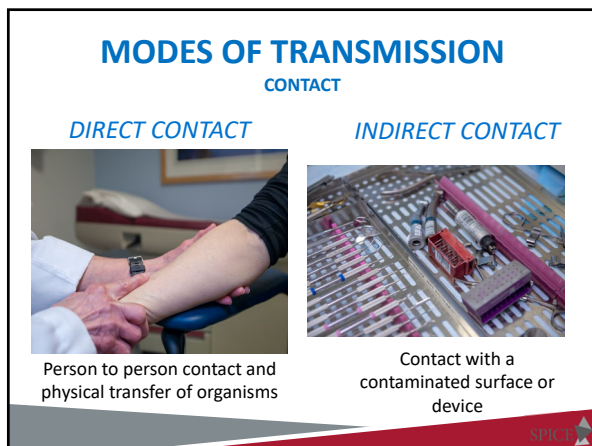 MODES OF TRANSMISSION
CONTACT
DIRECT CONTACT
Person to person contact and
physical transfer of organisms
INDIRECT CONTACT
Contact with a
contaminated surface or
device
SPICE